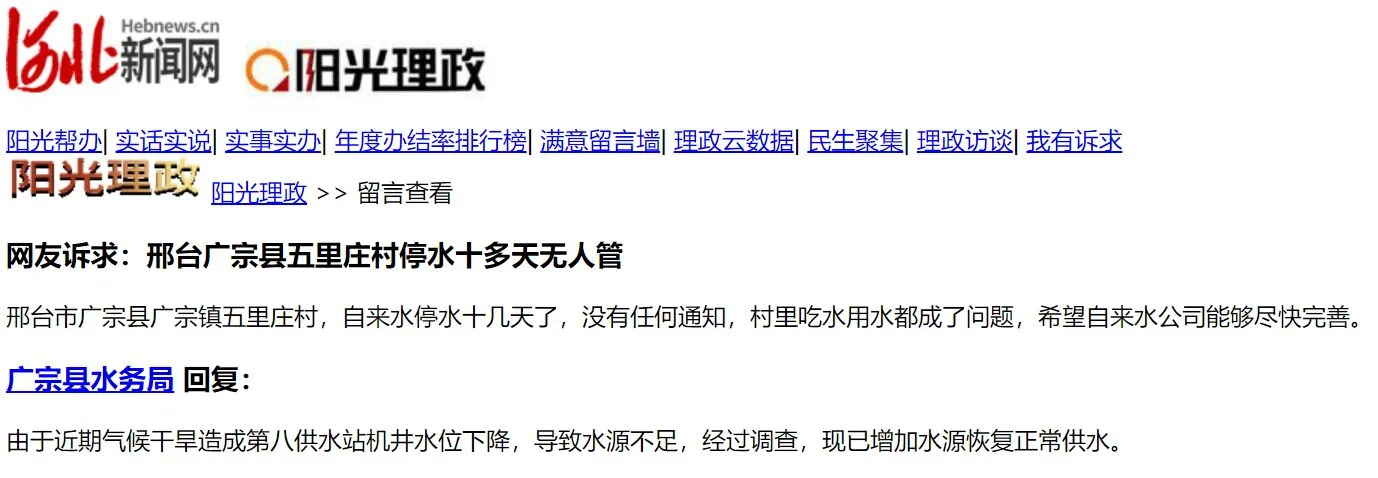 河北新闻网 Hebnews.cn 阳光理政
阳光帮办| 实话实说| 实事实办| 年度办结率排行榜| 满意留言墙| 理政云数据| 民生聚集| 理政访谈| 我有诉求
阳光理政 阳光理政 >> 留言查看
网友诉求：邢台广宗县五里庄村停水十多天无人管
邢台市广宗县广宗镇五里庄村，自来水停水十几天了，没有任何通知，村里吃水用水都成了问题，希望自来水公司能够尽快完善。
广宗县水务局 回复：
由于近期气候干旱造成第八供水站机井水位下降，导致水源不足，经过调查，现已增加水源恢复正常供水。